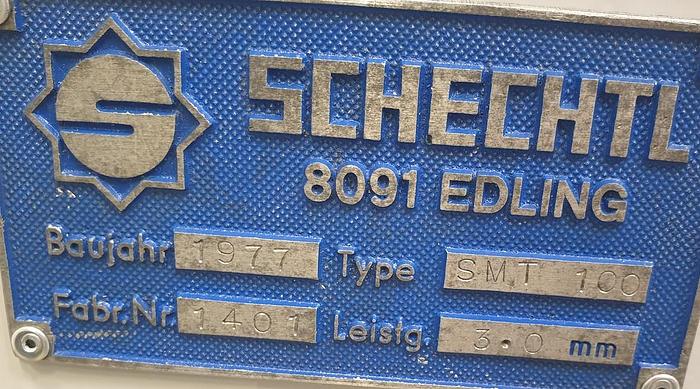 SCHECHTL
8091 EDLING
Baujahr 1977 Type SMT 100
Fabr.Nr. 1401 Leistg. 3.0 mm